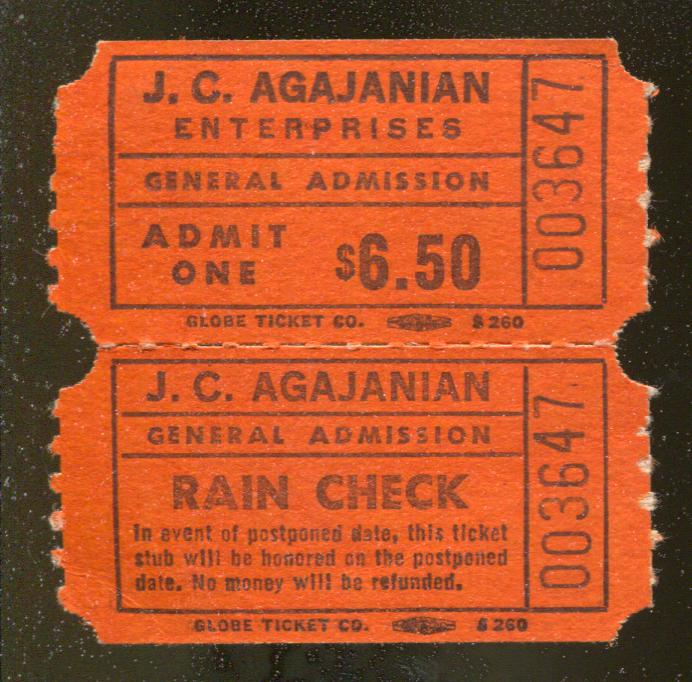 J. C. AGAJANIAN
ENTERPRISES
GENERAL ADMISSION
ADMIT
ONE
$6.50
003647
GLOBE TICKET CO. $ 260
J. C. AGAJANIAN
GENERAL ADMISSION
RAIN CHECK
In event of postponed date, this ticket
stub will be honored on the postponed
date. No money will be refunded.
003647
GLOBE TICKET CO. $ 260